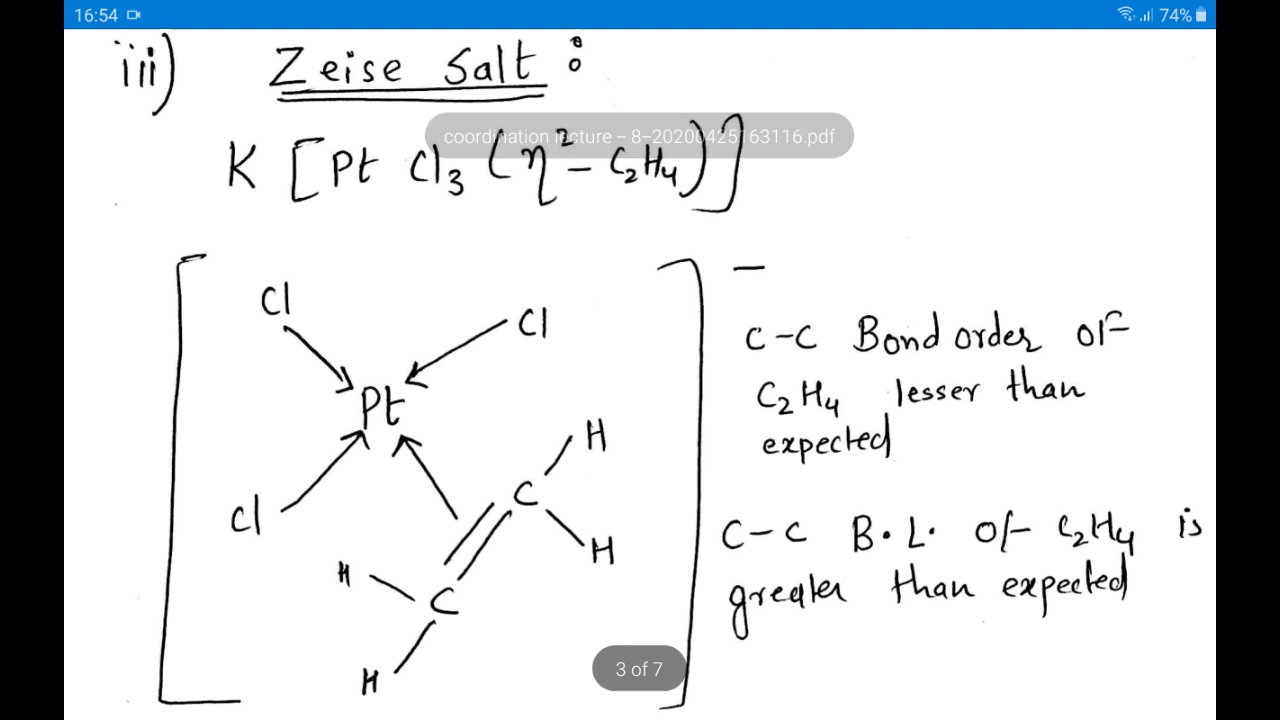 16:54
74%
iii) Zeise Salt :
coordination lecture – 8–20200425163116.pdf
K [Pt Cl₃ (η²– C₂H₄)]
–
Cl
Cl
Pt
C–C Bond order of
C₂H₄ lesser than
expected
H
C
Cl
H
C–C B.L. of C₂H₄ is
greater than expected
H
C
H
3 of 7